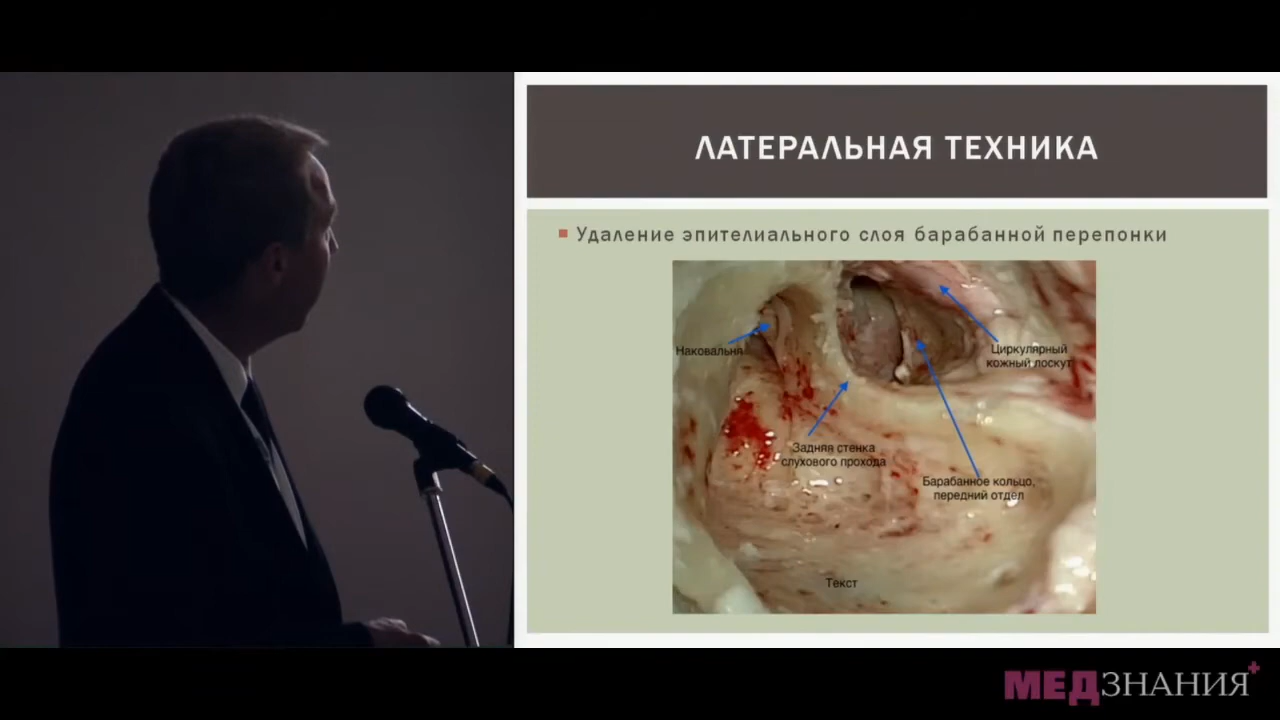 ЛАТЕРАЛЬНАЯ ТЕХНИКА
Удаление эпителиального слоя барабанной перепонки
Наковальня
Циркулярный
кожный лоскут
Задняя стенка
слухового прохода
Барабанное кольцо,
передний отдел
Текст
МЕДЗНАНИЯ+